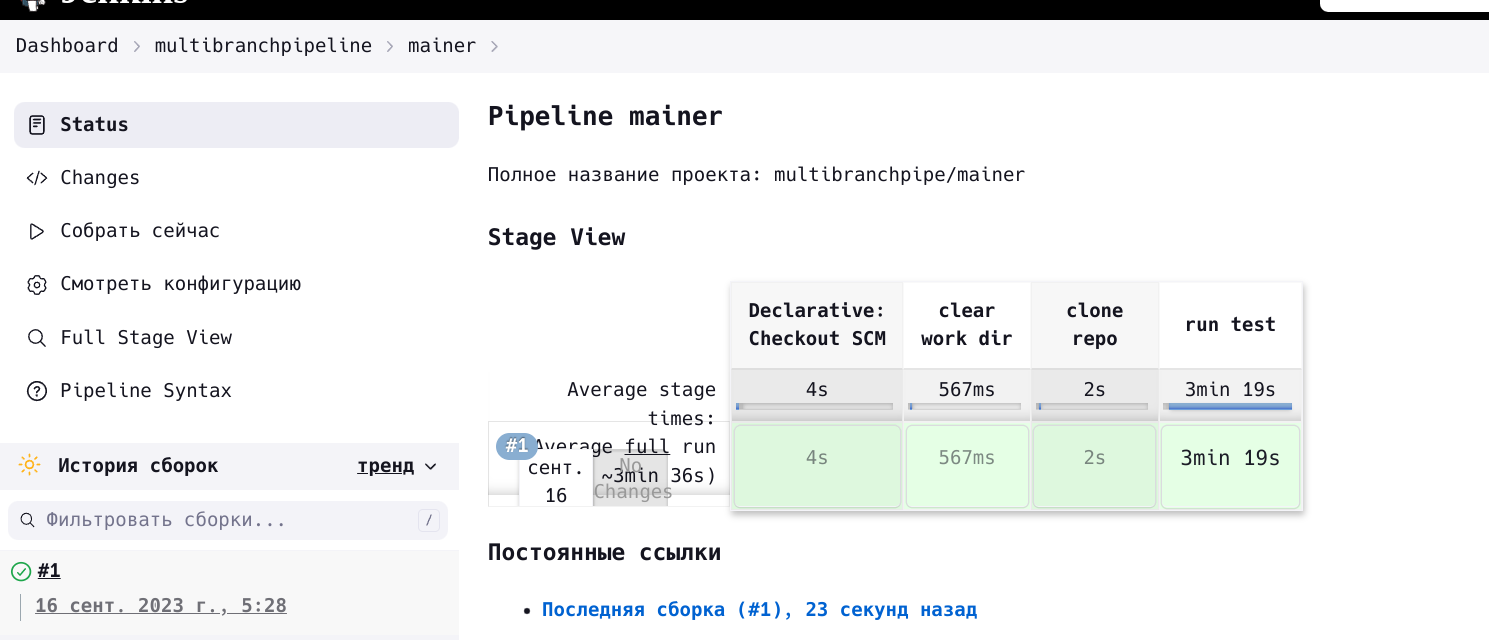 Jenkins
Dashboard > multibranchpipeline > mainer >
Status
Changes
Собрать сейчас
Смотреть конфигурацию
Full Stage View
Pipeline Syntax
История сборок тренд
Фильтровать сборки... /
#1
16 сент. 2023 г., 5:28
Pipeline mainer
Полное название проекта: multibranchpipe/mainer
Stage View
Declarative: Checkout SCM
clear work dir
clone repo
run test
Average stage times:
4s 567ms 2s 3min 19s
(Average full run ~3min 36s)
#1
сент. 16
No Changes
4s 567ms 2s 3min 19s
Постоянные ссылки
Последняя сборка (#1), 23 секунд назад